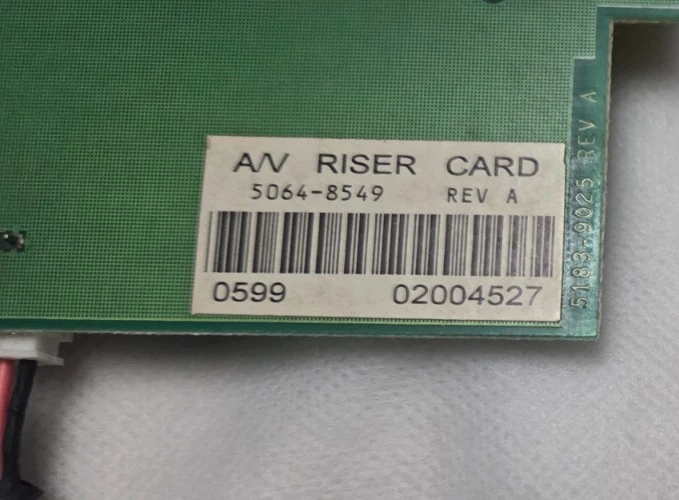 A/V RISER CARD
5064-8549 REV A
0599 02004527
5183-9025 REV A